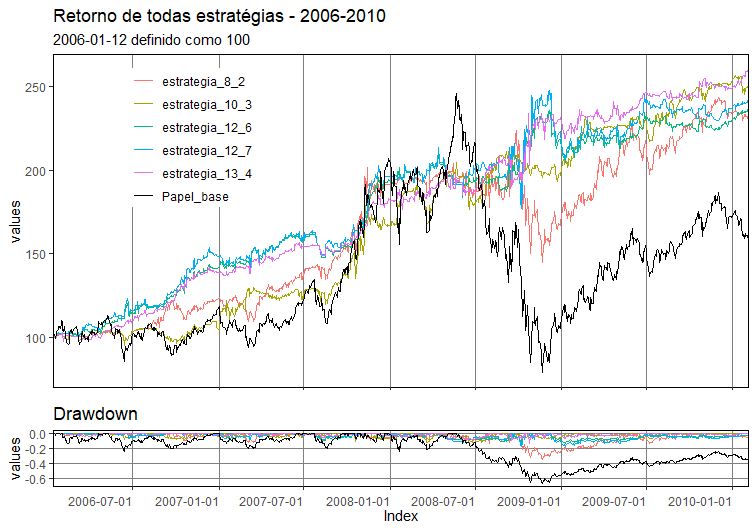 Retorno de todas estratégias - 2006-2010
2006-01-12 definido como 100
250
200
150
100
values
estrategia_8_2
estrategia_10_3
estrategia_12_6
estrategia_12_7
estrategia_13_4
Papel_base
Drawdown
0.0
-0.2
-0.4
-0.6
values
2006-07-01 2007-01-01 2007-07-01 2008-01-01 2008-07-01 2009-01-01 2009-07-01 2010-01-01
Index